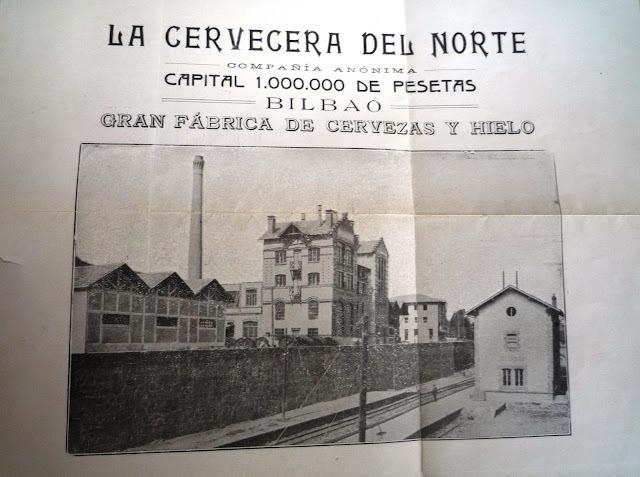 LA CERVECERA DEL NORTE
COMPAÑÍA ANÓNIMA
CAPITAL 1.000.000 DE PESETAS
BILBAO
GRAN FÁBRICA DE CERVEZAS Y HIELO